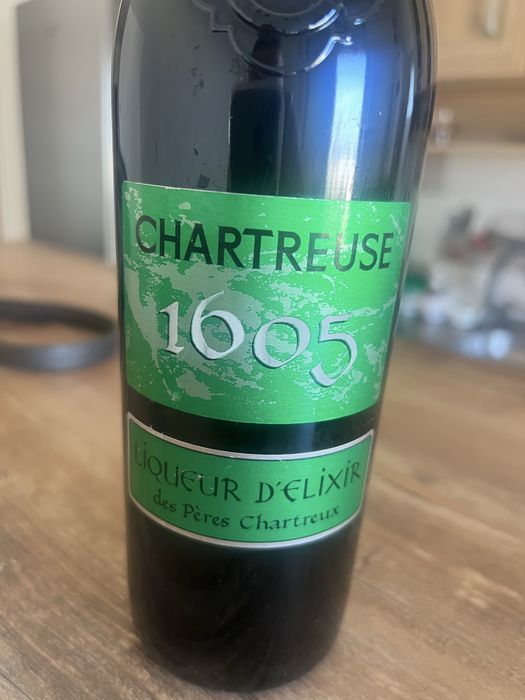 CHARTREUSE
1605
LIQUEUR D'ELIXIR
des Pères Chartreux